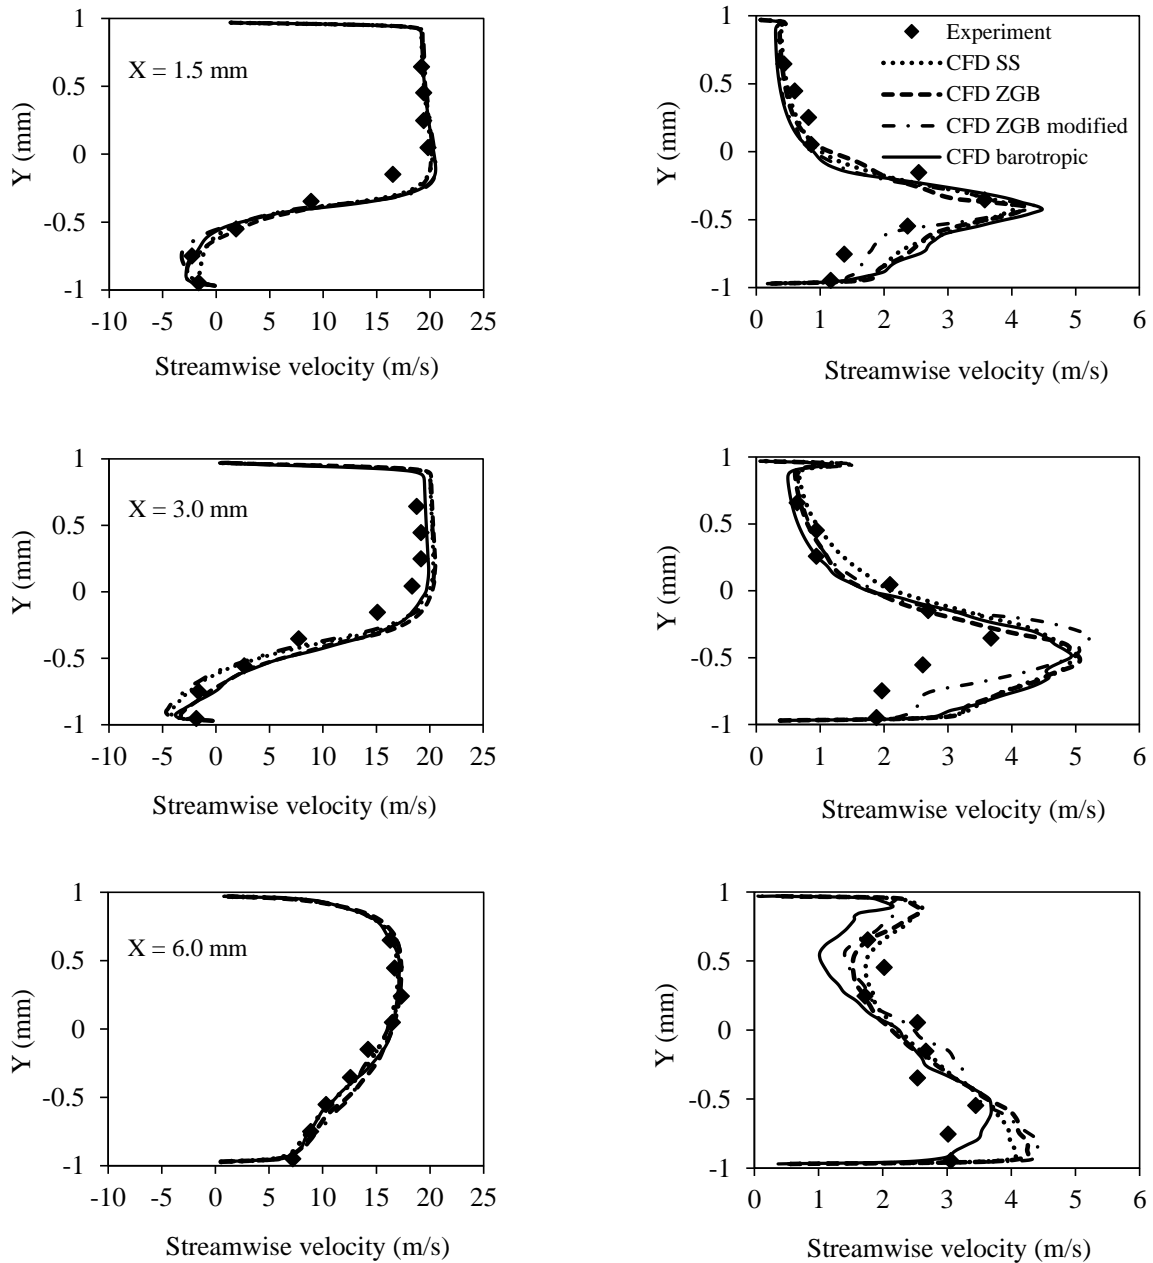 1
0.5
0
-0.5
-1
Y (mm)
X = 1.5 mm
-10 -5 0 5 10 15 20 25
Streamwise velocity (m/s)
1
0.5
0
-0.5
-1
Y (mm)
Experiment
CFD SS
CFD ZGB
CFD ZGB modified
CFD barotropic
0 1 2 3 4 5 6
Streamwise velocity (m/s)
1
0.5
0
-0.5
-1
Y (mm)
X = 3.0 mm
-10 -5 0 5 10 15 20 25
Streamwise velocity (m/s)
1
0.5
0
-0.5
-1
Y (mm)
0 1 2 3 4 5 6
Streamwise velocity (m/s)
1
0.5
0
-0.5
-1
Y (mm)
X = 6.0 mm
-10 -5 0 5 10 15 20 25
Streamwise velocity (m/s)
1
0.5
0
-0.5
-1
Y (mm)
0 1 2 3 4 5 6
Streamwise velocity (m/s)